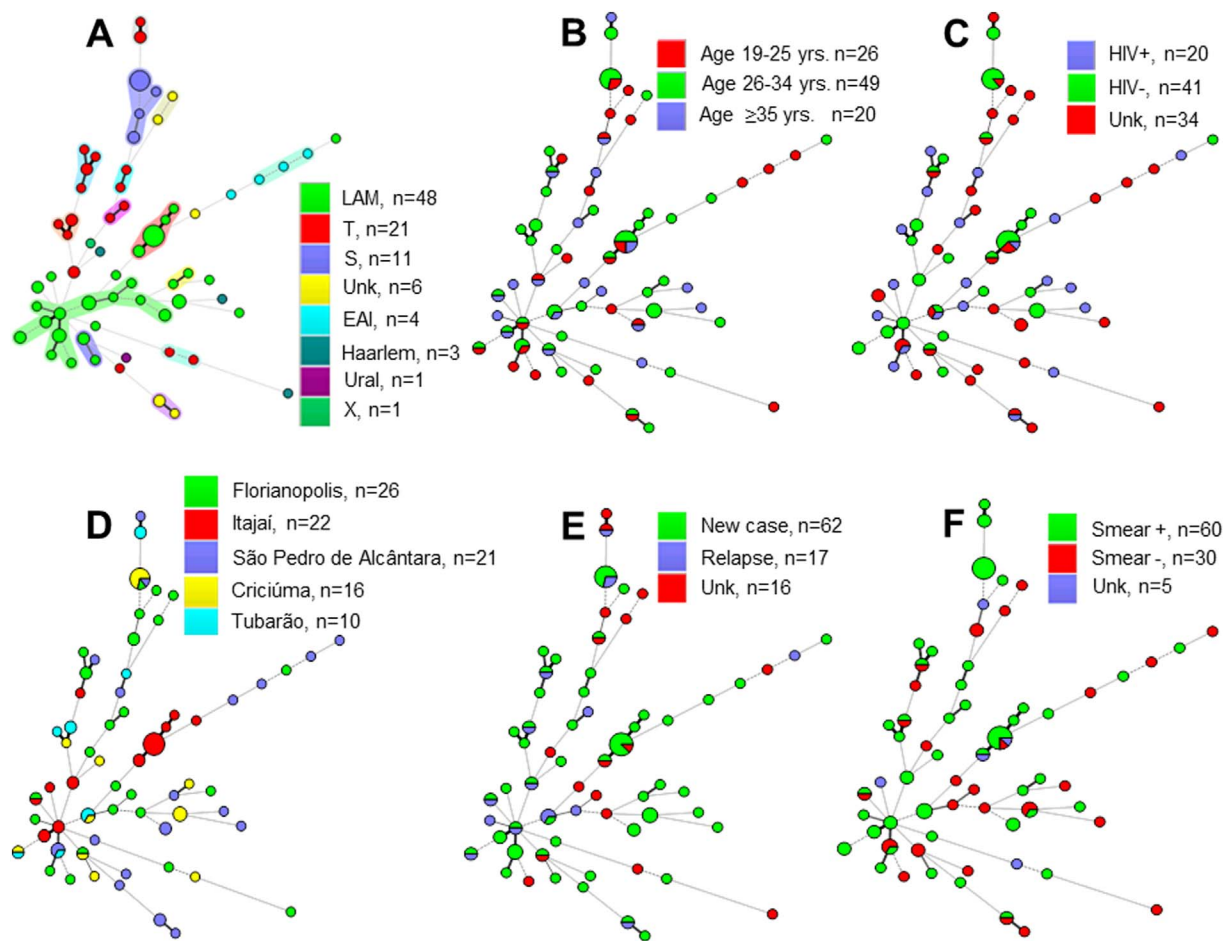 A
LAM, n=48
T, n=21
S, n=11
Unk, n=6
EAI, n=4
Haarlem, n=3
Ural, n=1
X, n=1
B
Age 19-25 yrs. n=26
Age 26-34 yrs. n=49
Age ≥35 yrs. n=20
C
HIV+, n=20
HIV-, n=41
Unk, n=34
D
Florianopolis, n=26
Itajaí, n=22
São Pedro de Alcântara, n=21
Criciúma, n=16
Tubarão, n=10
E
New case, n=62
Relapse, n=17
Unk, n=16
F
Smear +, n=60
Smear -, n=30
Unk, n=5